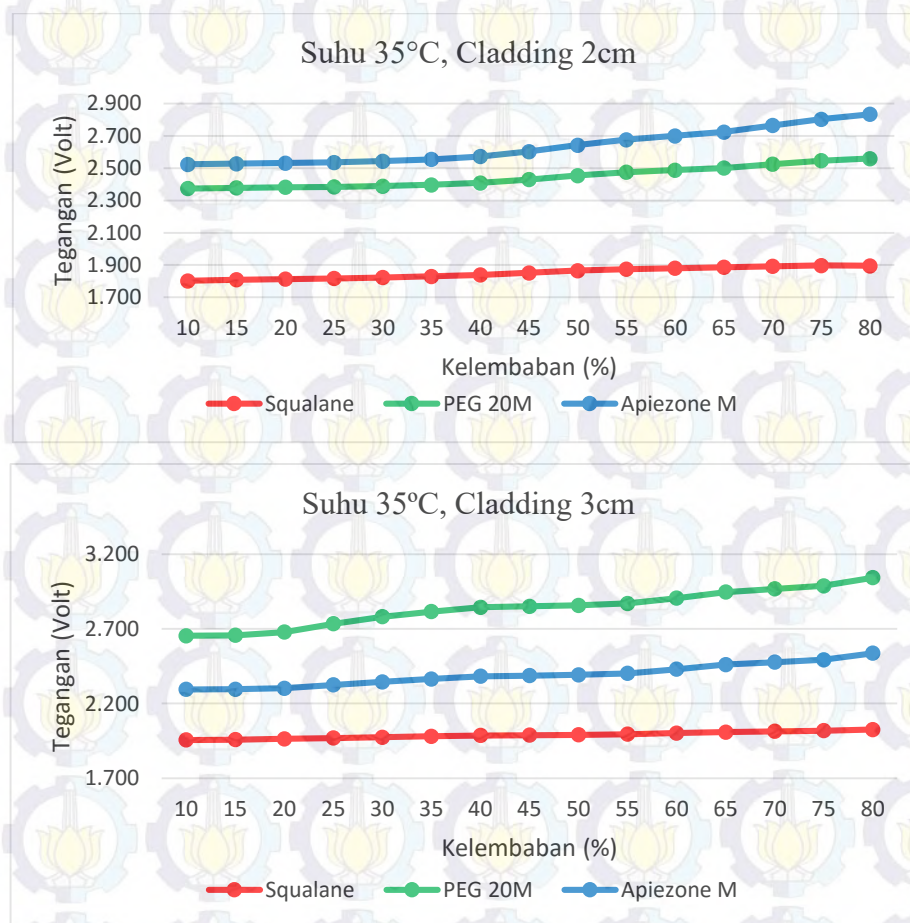 Suhu 35°C, Cladding 2cm
Tegangan (Volt)
2.900
2.700
2.500
2.300
2.100
1.900
1.700
10 15 20 25 30 35 40 45 50 55 60 65 70 75 80
Kelembaban (%)
Squalane PEG 20M Apiezone M
Suhu 35ºC, Cladding 3cm
Tegangan (Volt)
3.200
2.700
2.200
1.700
10 15 20 25 30 35 40 45 50 55 60 65 70 75 80
Kelembaban (%)
Squalane PEG 20M Apiezone M